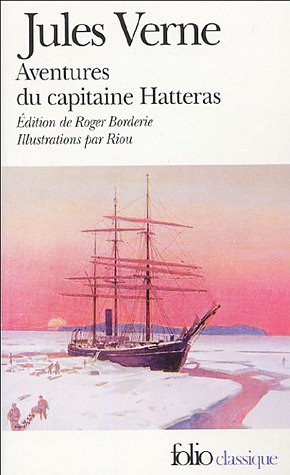 Jules Verne
Aventures
du capitaine Hatteras
Édition de Roger Borderie
Illustrations par Riou
folio classique